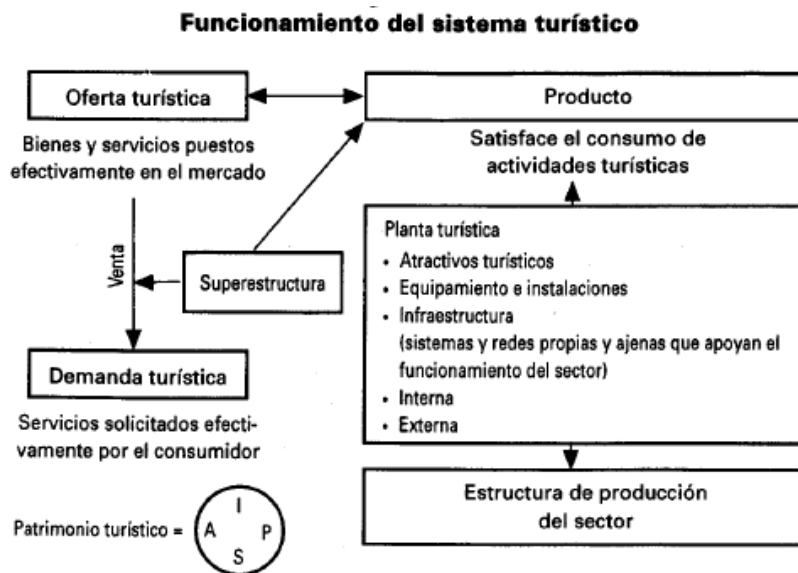 Funcionamiento del sistema turístico
Oferta turística
Bienes y servicios puestos
efectivamente en el mercado
Producto
Satisface el consumo de
actividades turísticas
Venta
Superestructura
Planta turística
• Atractivos turísticos
• Equipamiento e instalaciones
• Infraestructura
(sistemas y redes propias y ajenas que apoyan el
funcionamiento del sector)
• Interna
• Externa
Demanda turística
Servicios solicitados efecti-
vamente por el consumidor
Estructura de producción
del sector
Patrimonio turístico =
I
A P
S